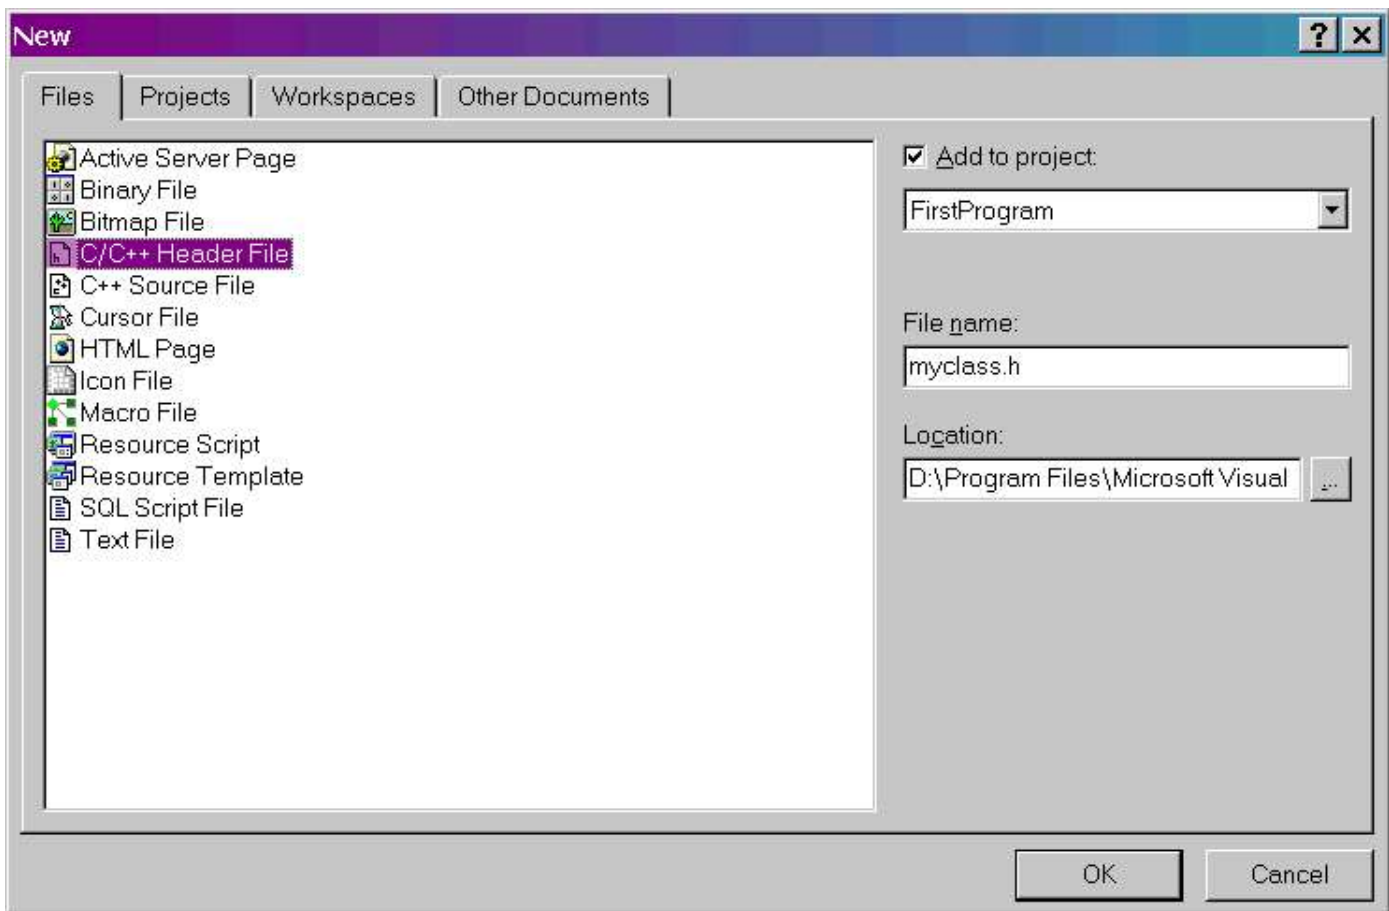 New
Files Projects Workspaces Other Documents
Active Server Page
Binary File
Bitmap File
C/C++ Header File
C++ Source File
Cursor File
HTML Page
Icon File
Macro File
Resource Script
Resource Template
SQL Script File
Text File
Add to project:
FirstProgram
File name:
myclass.h
Location:
D:\Program Files\Microsoft Visual
...
OK Cancel